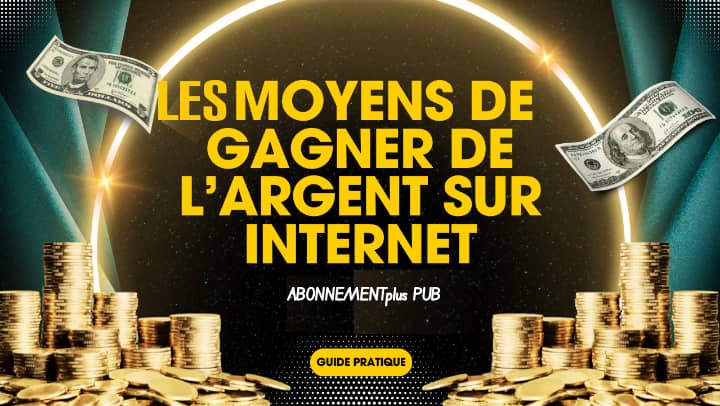 LES MOYENS DE
GAGNER DE
L'ARGENT SUR
INTERNET
ABONNEMENTplus PUB
GUIDE PRATIQUE